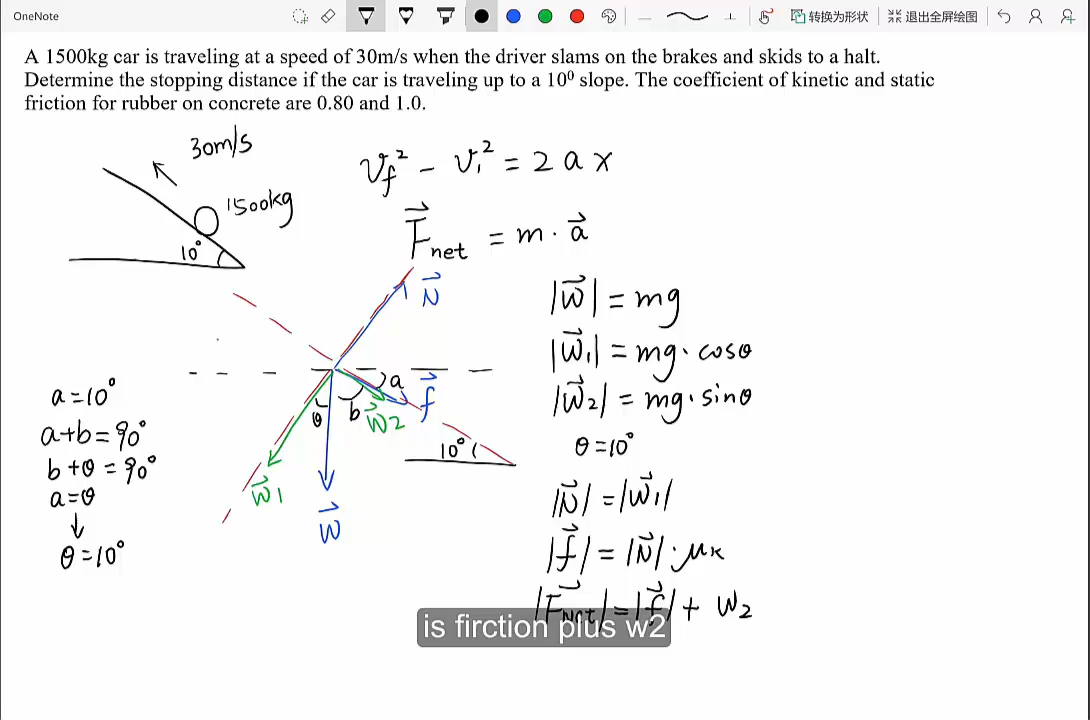 OneNote
转换为形状
退出全屏绘图
A 1500kg car is traveling at a speed of 30m/s when the driver slams on the brakes and skids to a halt.
Determine the stopping distance if the car is traveling up to a 10⁰ slope. The coefficient of kinetic and static
friction for rubber on concrete are 0.80 and 1.0.
30m/s
1500kg
10°
Vf² - V₁² = 2 a x
F⃗net = m · a⃗
N⃗
a
f⃗
θ
b
W⃗2
10°
W⃗1
W⃗
a=10°
a+b=90°
b+θ=90°
a=θ
↓
θ=10°
|W⃗| = mg
|W⃗₁| = mg · cosθ
|W⃗2| = mg · sinθ
θ=10°
|N⃗| = |W⃗₁|
|f⃗| = |N⃗| · μκ
|F⃗net| = |f⃗| + W2
is firction plus w2